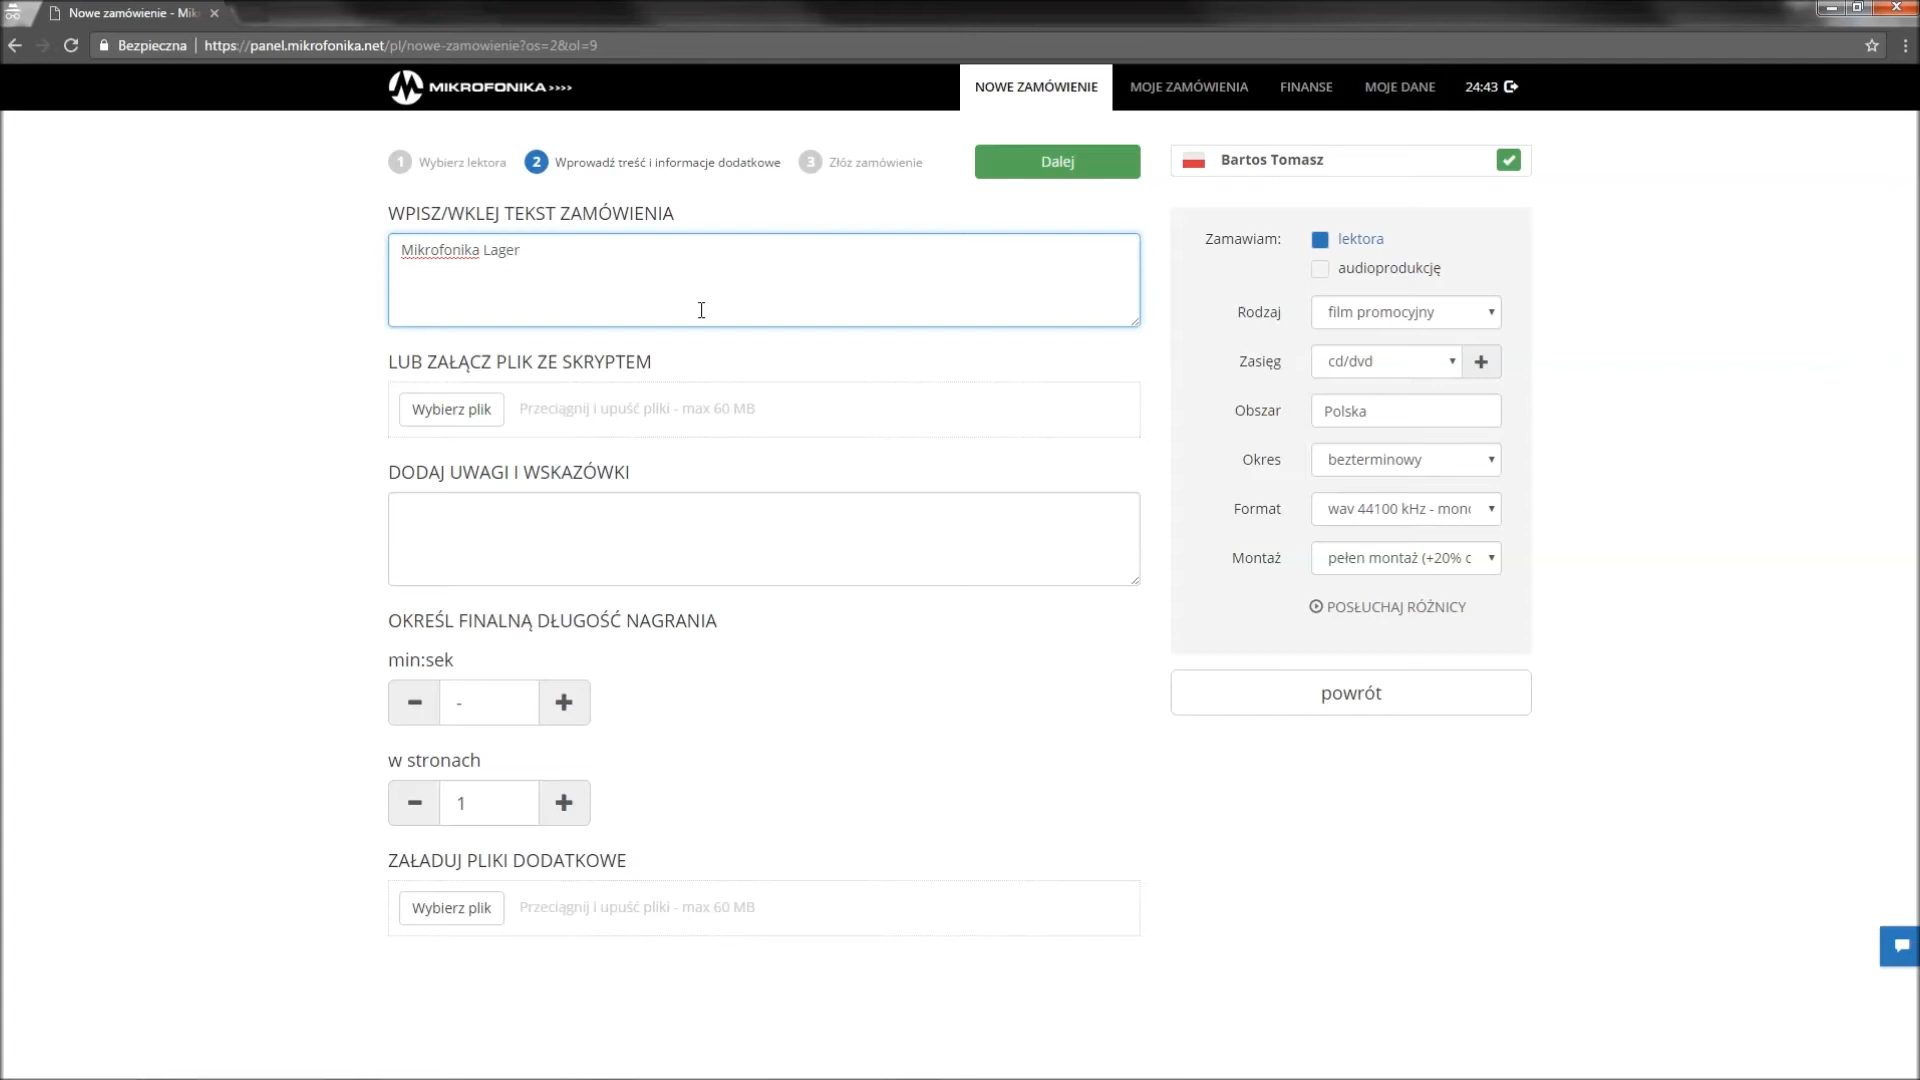 Nowe zamówienie - Mik
Bezpieczna | https://panel.mikrofonika.net/pl/nowe-zamowienie?os=2&ol=9
MIKROFONIKA
NOWE ZAMÓWIENIE
MOJE ZAMÓWIENIA
FINANSE
MOJE DANE
24:43
1 Wybierz lektora
2 Wprowadź treść i informacje dodatkowe
3 Złóż zamówienie
Dalej
Bartos Tomasz
WPISZ/WKLEJ TEKST ZAMÓWIENIA
Mikrofonika Lager
LUB ZAŁĄCZ PLIK ZE SKRYPTEM
Wybierz plik
Przeciągnij i upuść pliki - max 60 MB
DODAJ UWAGI I WSKAZÓWKI
OKREŚL FINALNĄ DŁUGOŚĆ NAGRANIA
min:sek
-
w stronach
1
ZAŁADUJ PLIKI DODATKOWE
Wybierz plik
Przeciągnij i upuść pliki - max 60 MB
Zamawiam:
lektora
audioprodukcję
Rodzaj
film promocyjny
Zasięg
cd/dvd
Obszar
Polska
Okres
bezterminowy
Format
wav 44100 kHz - mono
Montaż
pełen montaż (+20% c
POSŁUCHAJ RÓŻNICY
powrót